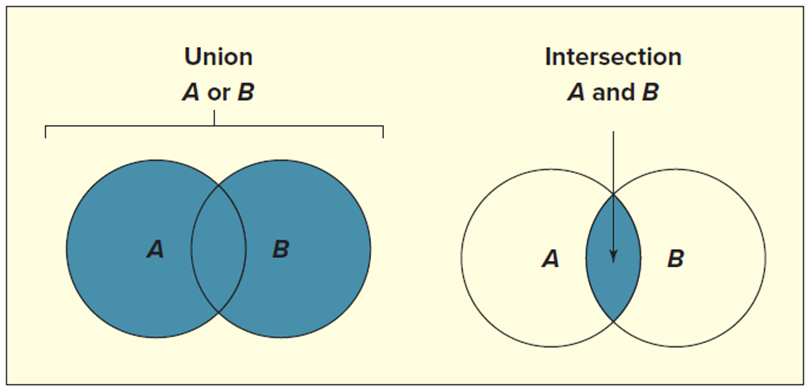 Union
A or B
A
B
Intersection
A and B
A
B